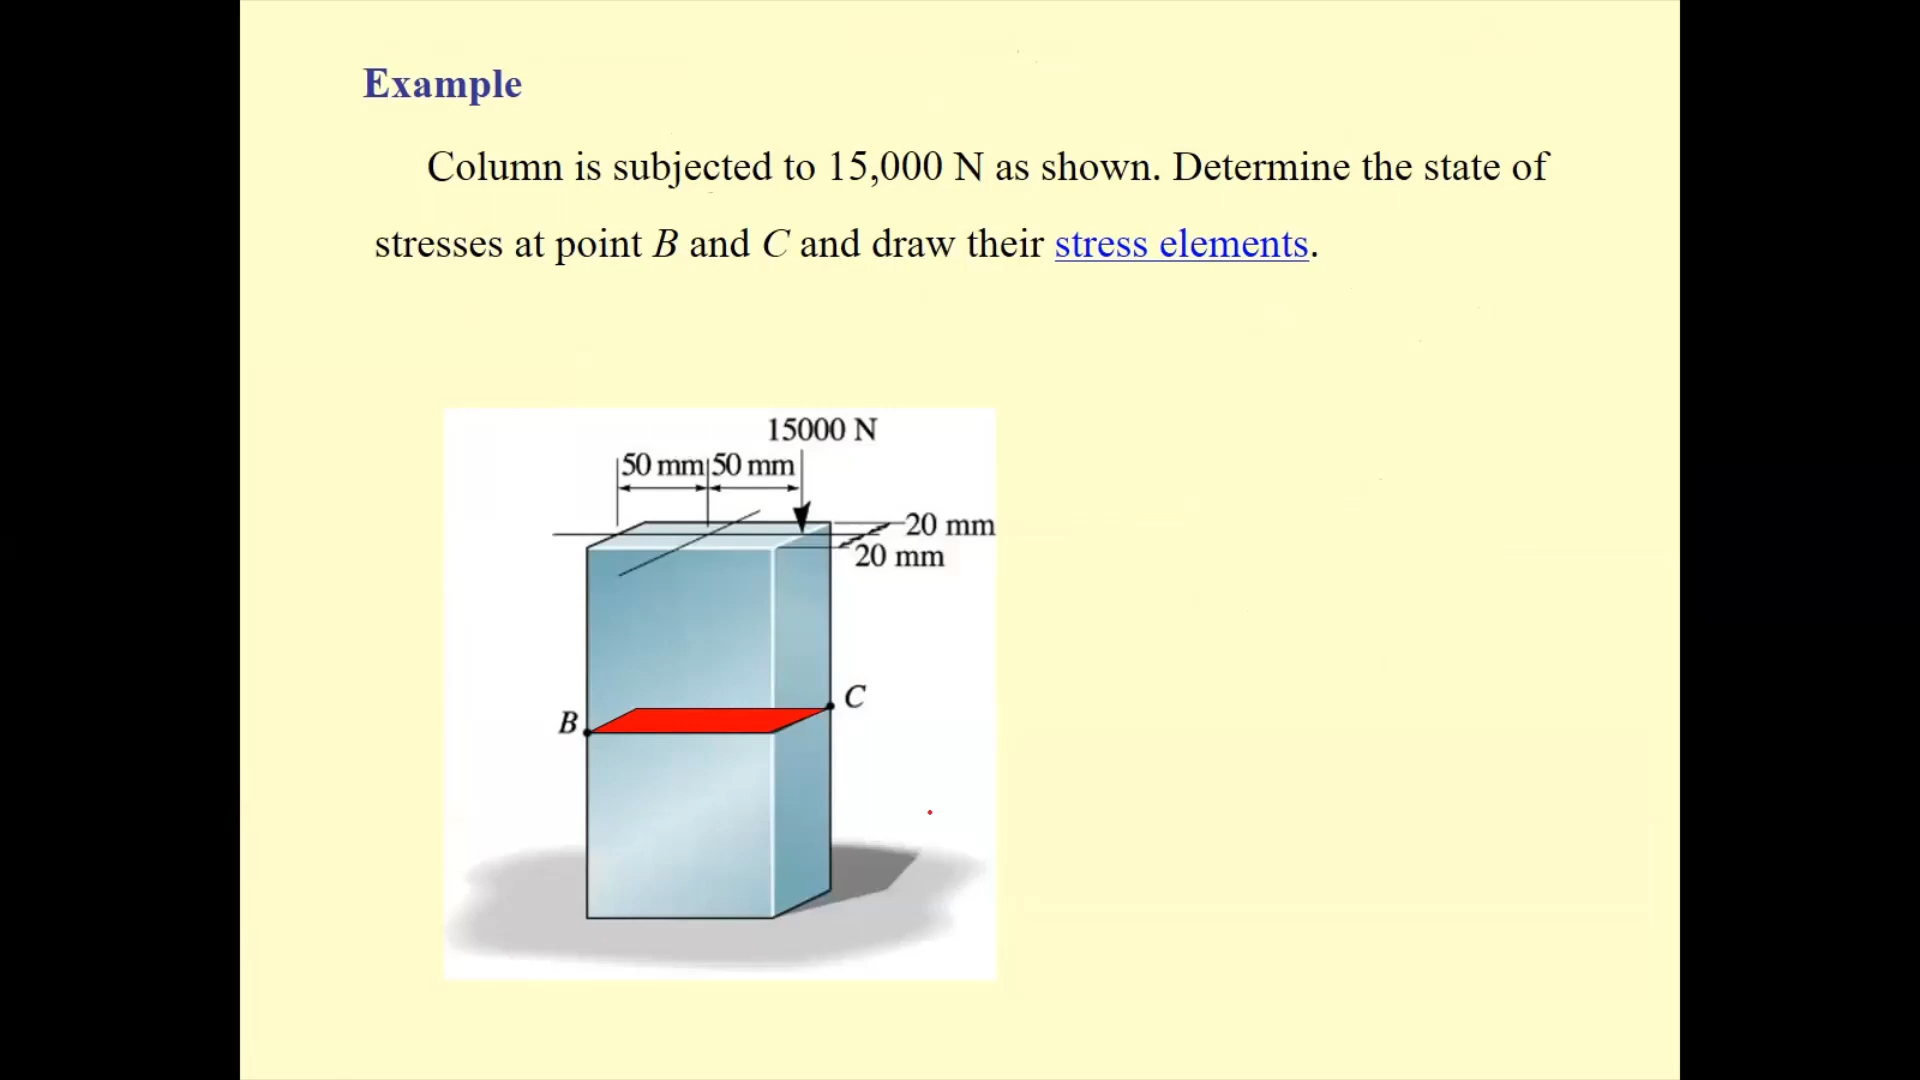 Example
Column is subjected to 15,000 N as shown. Determine the state of
stresses at point B and C and draw their stress elements.
15000 N
50 mm 50 mm
20 mm
20 mm
C
B